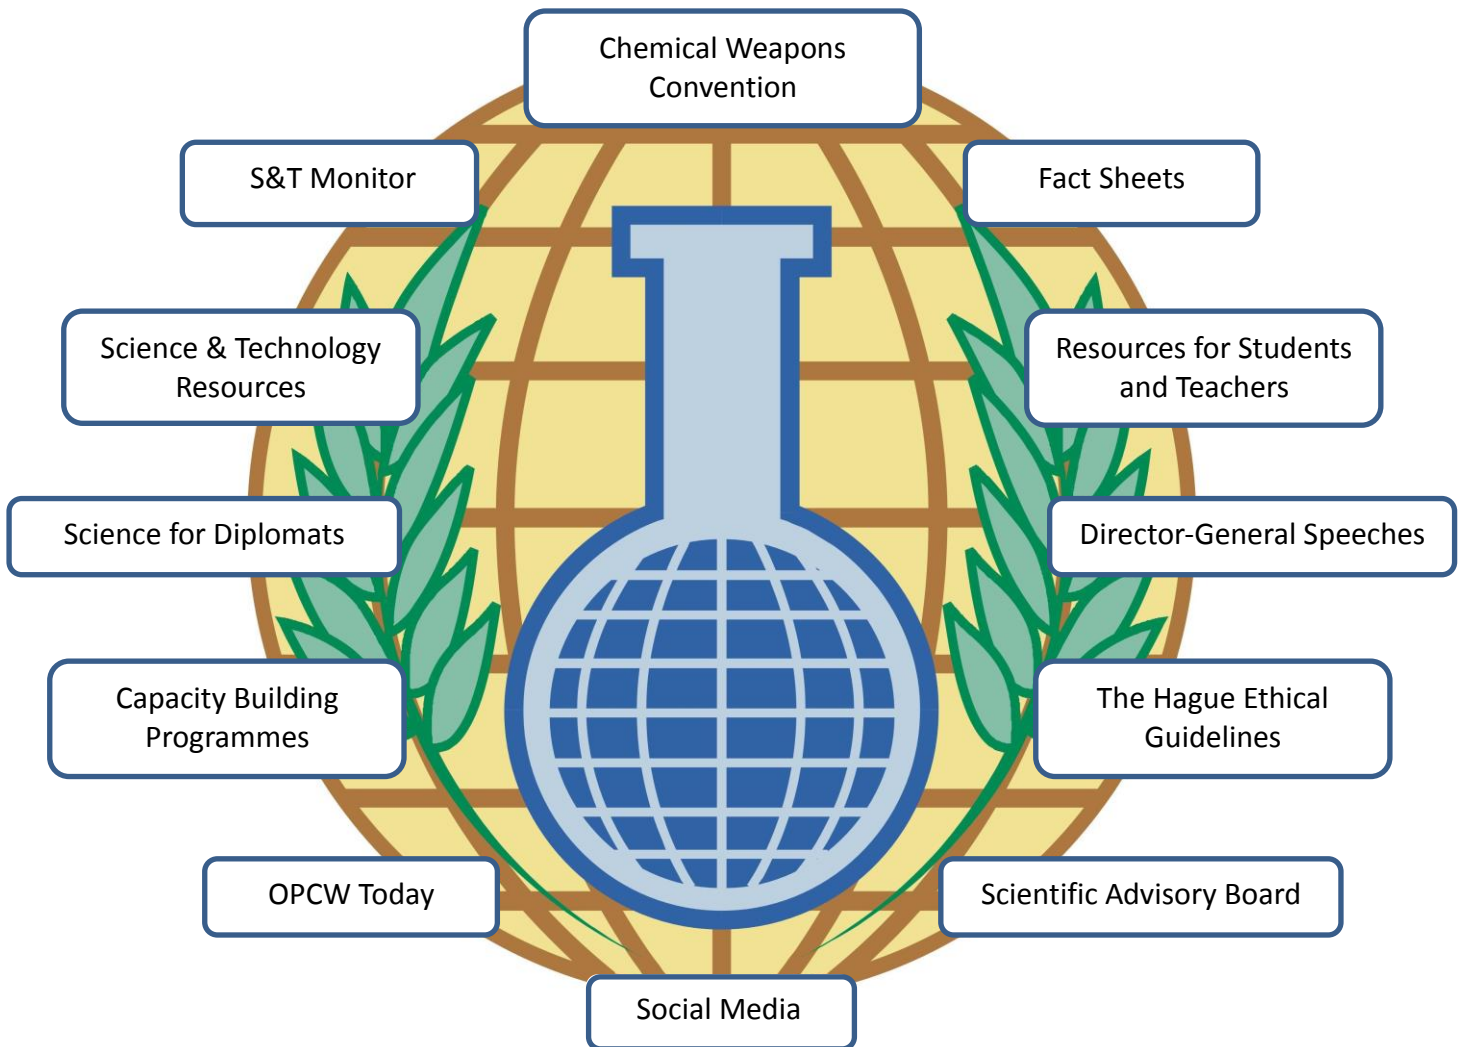 Chemical Weapons
Convention
S&T Monitor
Fact Sheets
Science & Technology
Resources
Resources for Students
and Teachers
Science for Diplomats
Director-General Speeches
Capacity Building
Programmes
The Hague Ethical
Guidelines
OPCW Today
Scientific Advisory Board
Social Media